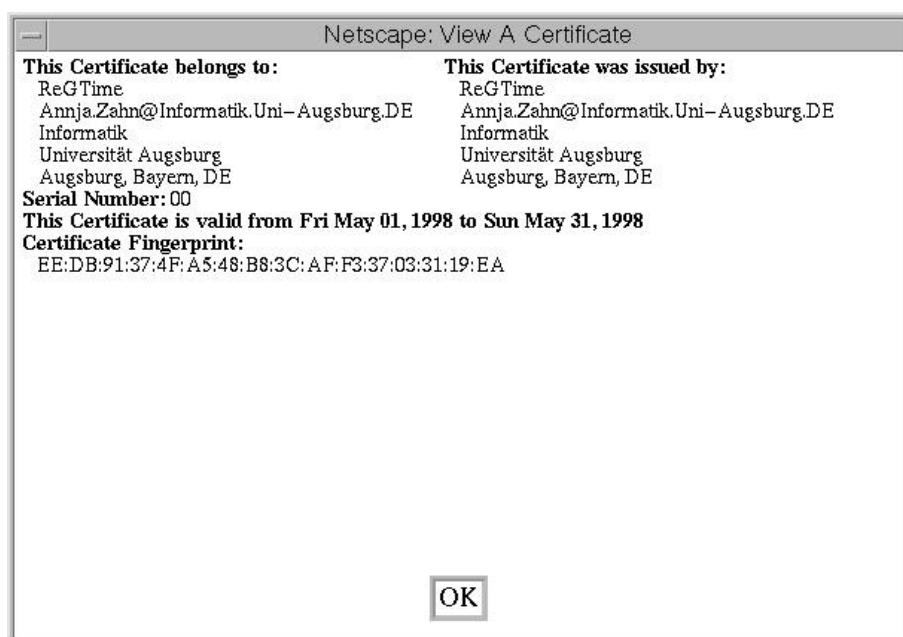 Netscape: View A Certificate
This Certificate belongs to:
ReGTime
Annja.Zahn@Informatik.Uni–Augsburg.DE
Informatik
Universität Augsburg
Augsburg, Bayern, DE
This Certificate was issued by:
ReGTime
Annja.Zahn@Informatik.Uni–Augsburg.DE
Informatik
Universität Augsburg
Augsburg, Bayern, DE
Serial Number: 00
This Certificate is valid from Fri May 01, 1998 to Sun May 31, 1998
Certificate Fingerprint:
EE:DB:91:37:4F:A5:48:B8:3C:AF:F3:37:03:31:19:EA
OK